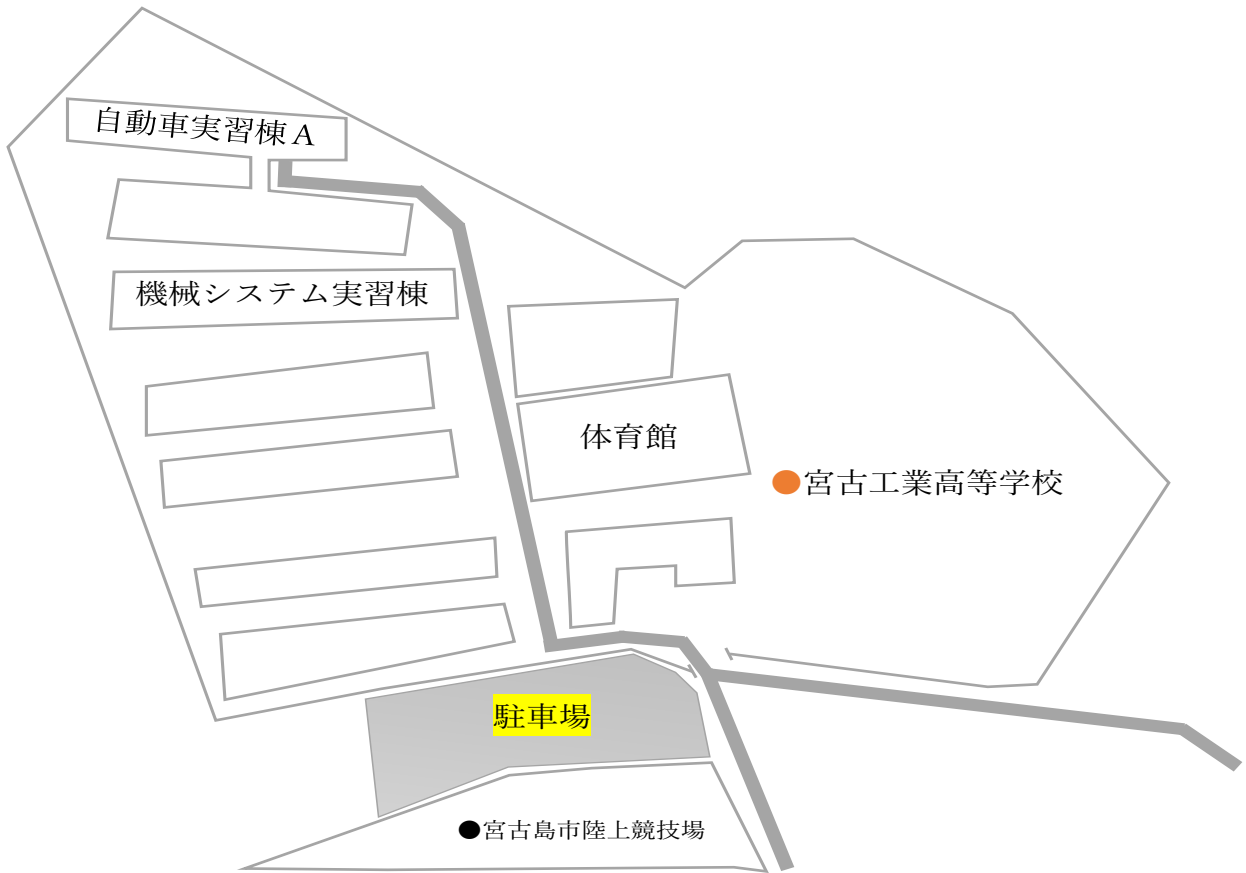 自動車実習棟A
機械システム実習棟
体育館
宮古工業高等学校
駐車場
宮古島市陸上競技場